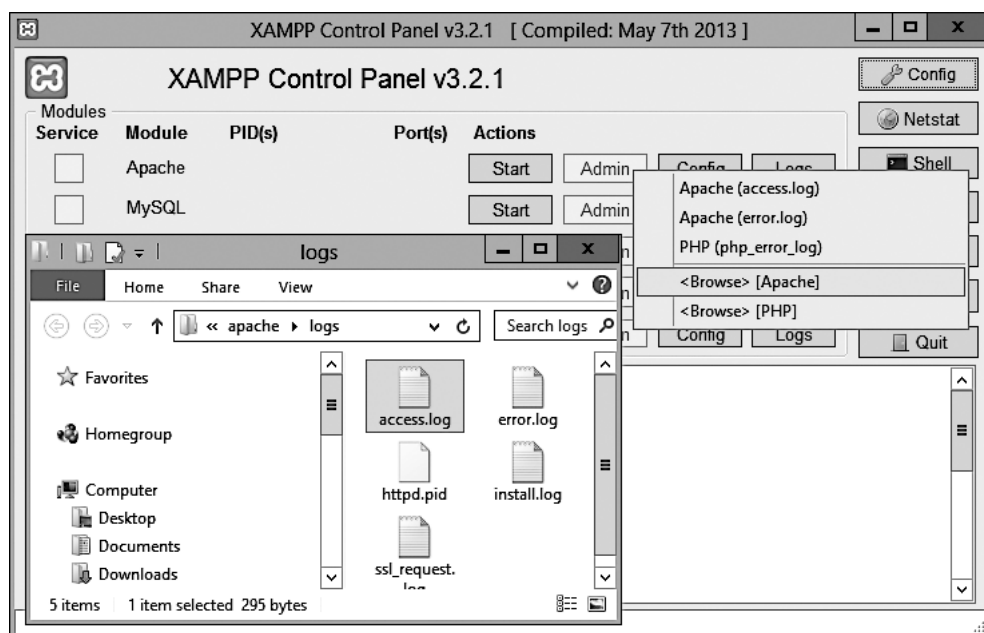 XAMPP Control Panel v3.2.1 [ Compiled: May 7th 2013 ]
XAMPP Control Panel v3.2.1
Config
Netstat
Shell
Quit
Modules
Service Module PID(s) Port(s) Actions
Apache Start Admin Config Logs
MySQL Start Admin
Config Logs
Apache (access.log)
Apache (error.log)
PHP (php_error_log)
<Browse> [Apache]
<Browse> [PHP]
logs
File Home Share View
« apache logs Search logs
Favorites
Homegroup
Computer
Desktop
Documents
Downloads
access.log error.log
httpd.pid install.log
ssl_request.
log
5 items 1 item selected 295 bytes